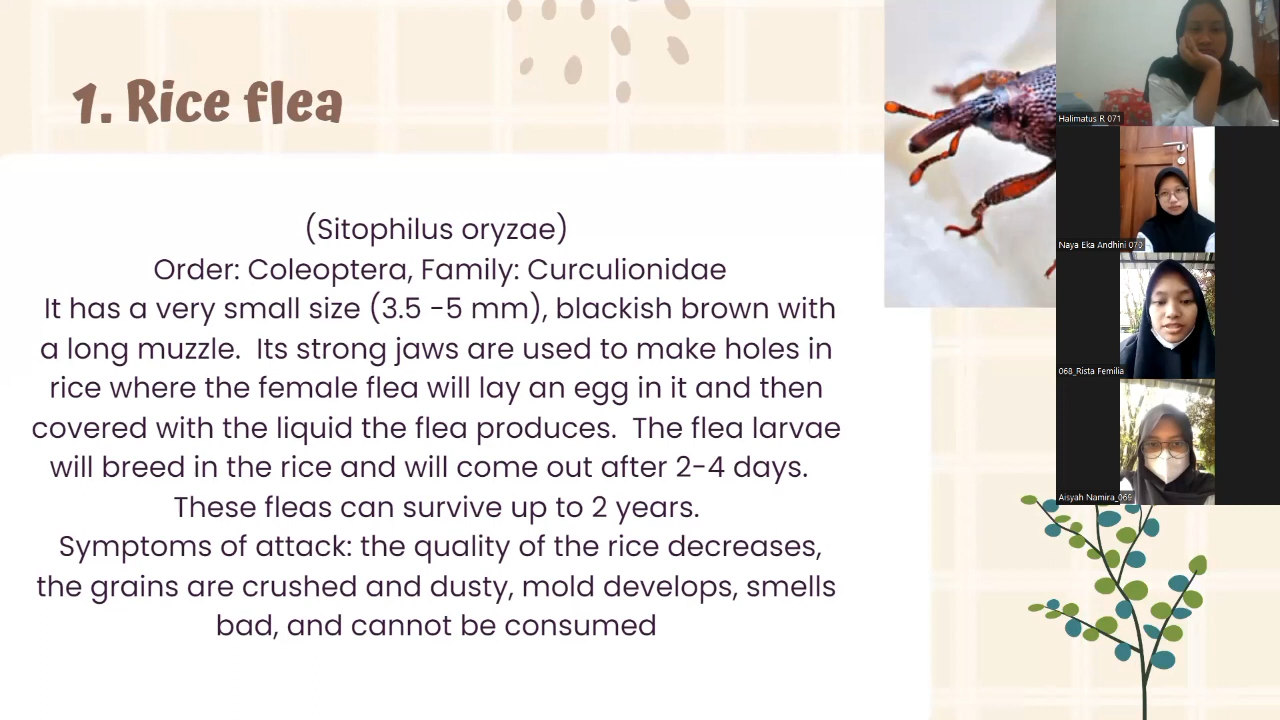 1. Rice flea
(Sitophilus oryzae)
Order: Coleoptera, Family: Curculionidae
It has a very small size (3.5 -5 mm), blackish brown with
a long muzzle. Its strong jaws are used to make holes in
rice where the female flea will lay an egg in it and then
covered with the liquid the flea produces. The flea larvae
will breed in the rice and will come out after 2-4 days.
These fleas can survive up to 2 years.
Symptoms of attack: the quality of the rice decreases,
the grains are crushed and dusty, mold develops, smells
bad, and cannot be consumed
Halimatus R 071
Naya Eka Andhini 070
068_Rista Femilia
Aisyah Namira_069